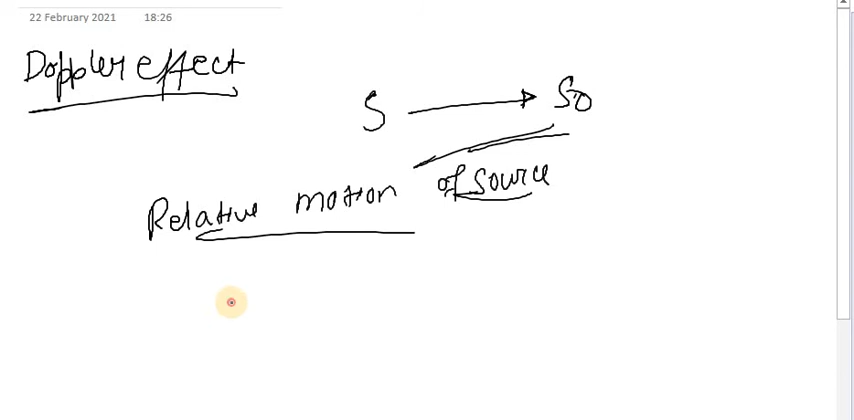 22 February 2021 18:26
Doppler effect
S → So
Relative motion of source